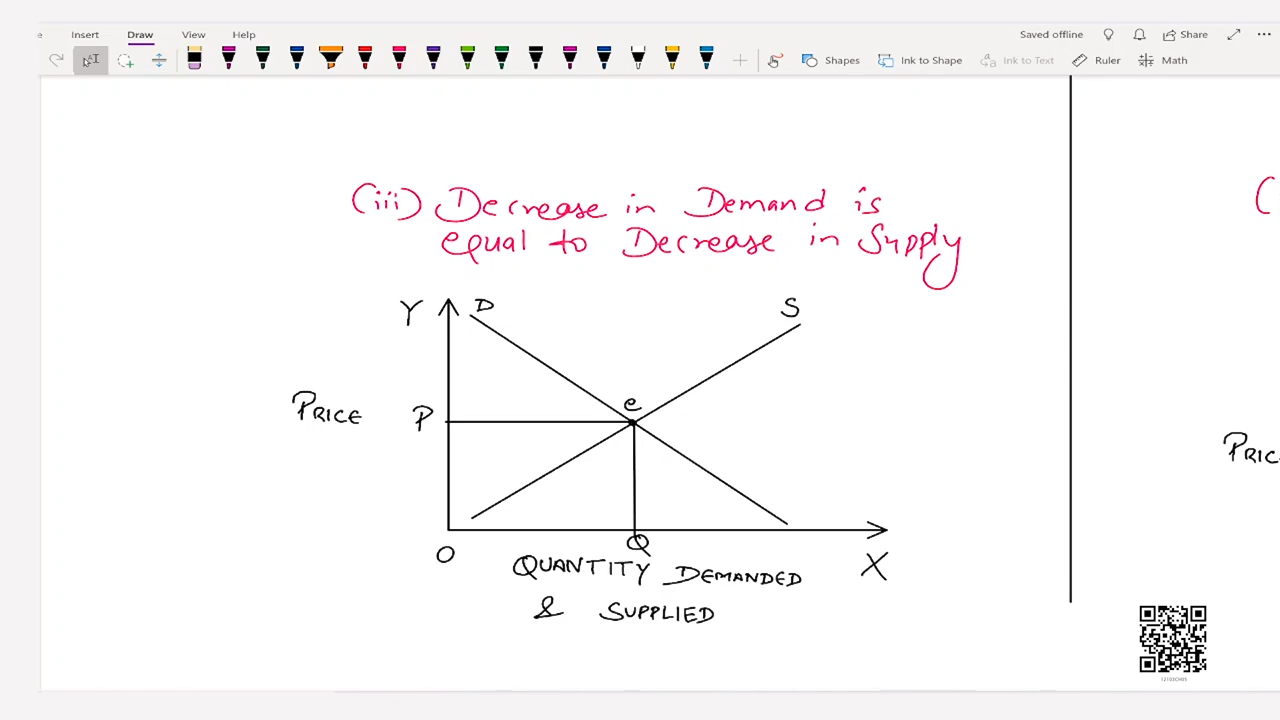 Insert Draw View Help
Saved offline Share
Shapes Ink to Shape Ink to Text Ruler Math
(iii) Decrease in Demand is
equal to Decrease in Supply
Y D S
e
PRICE P
Q
O X
QUANTITY DEMANDED
& SUPPLIED
12103CH05